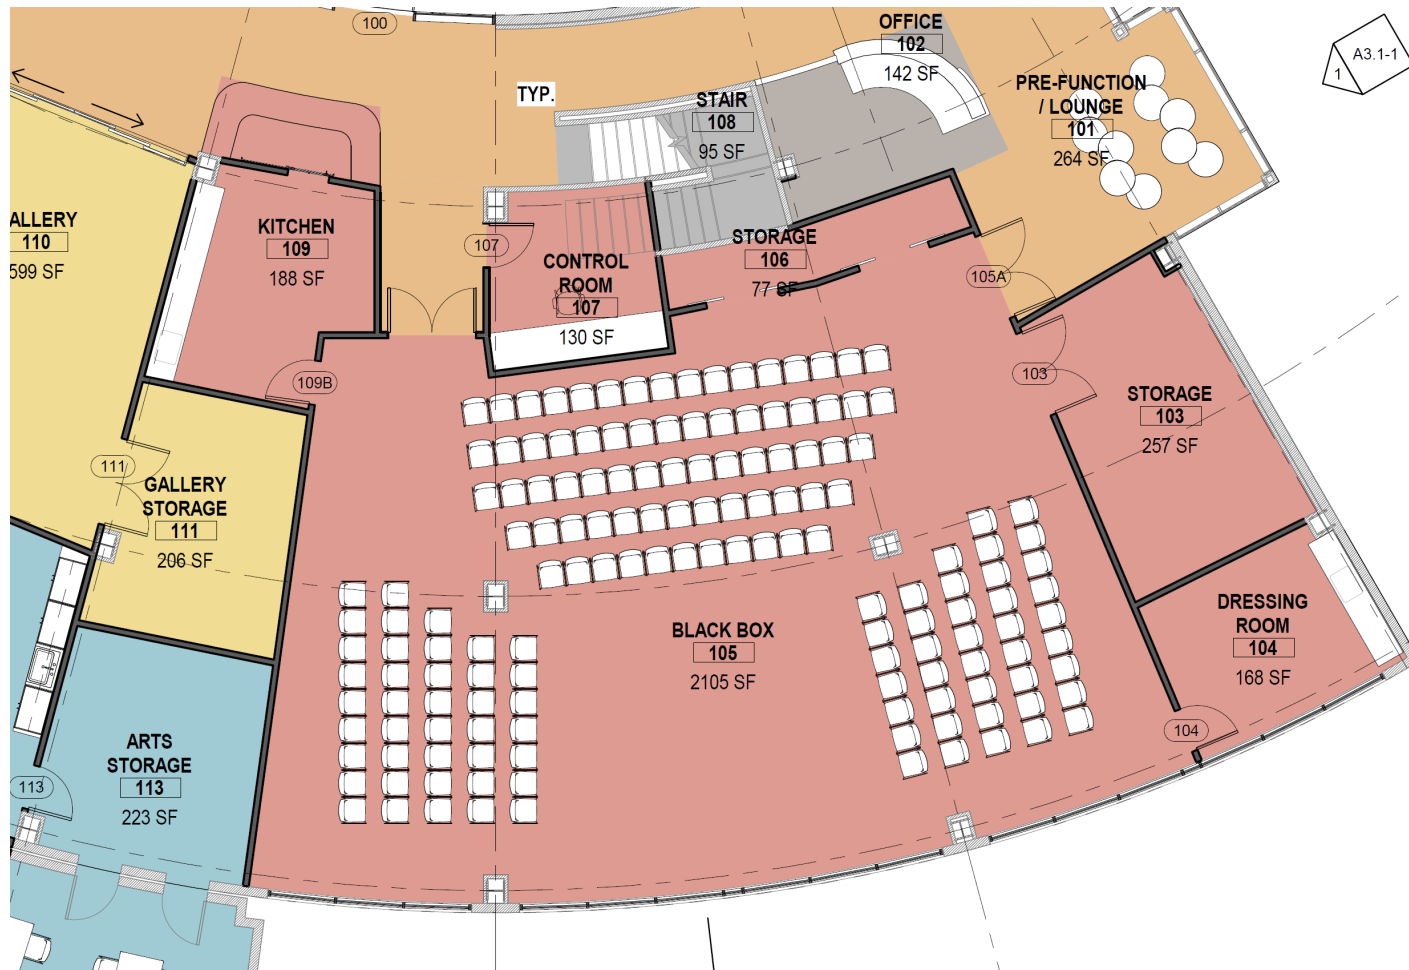 100
OFFICE
102
142 SF
A3.1-1
1
TYP.
STAIR
108
95 SF
PRE-FUNCTION
/ LOUNGE
101
264 SF
ALLERY
110
599 SF
KITCHEN
109
188 SF
107
CONTROL
ROOM
107
130 SF
STORAGE
106
77 SF
105A
109B
103
STORAGE
103
257 SF
111
GALLERY
STORAGE
111
206 SF
BLACK BOX
105
2105 SF
DRESSING
ROOM
104
168 SF
104
ARTS
STORAGE
113
223 SF
113